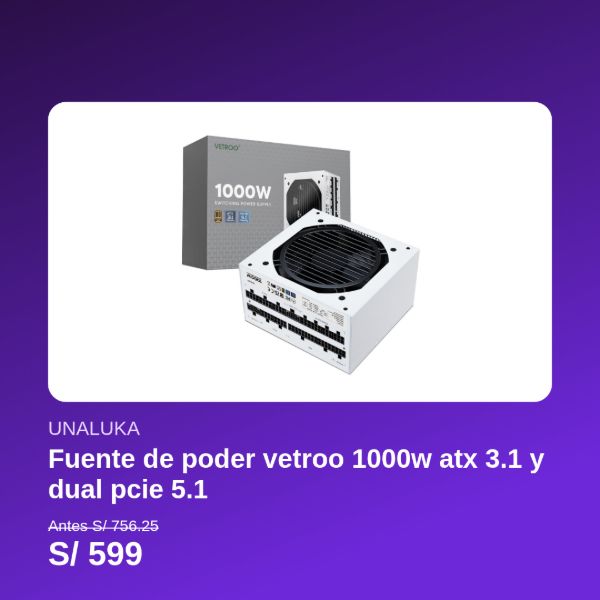 VETROO
1000W
SWITCHING POWER SUPPLY
UNALUKA
Fuente de poder vetroo 1000w atx 3.1 y
dual pcie 5.1
Antes S/ 756.25
S/ 599